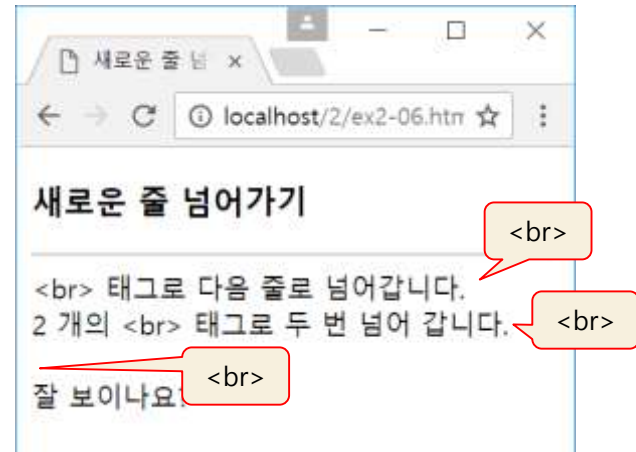 새로운 줄 넘
localhost/2/ex2-06.htm
새로운 줄 넘어가기
<br>
<br> 태그로 다음 줄로 넘어갑니다.
2 개의 <br> 태그로 두 번 넘어 갑니다.
<br>
<br>
잘 보이나요?